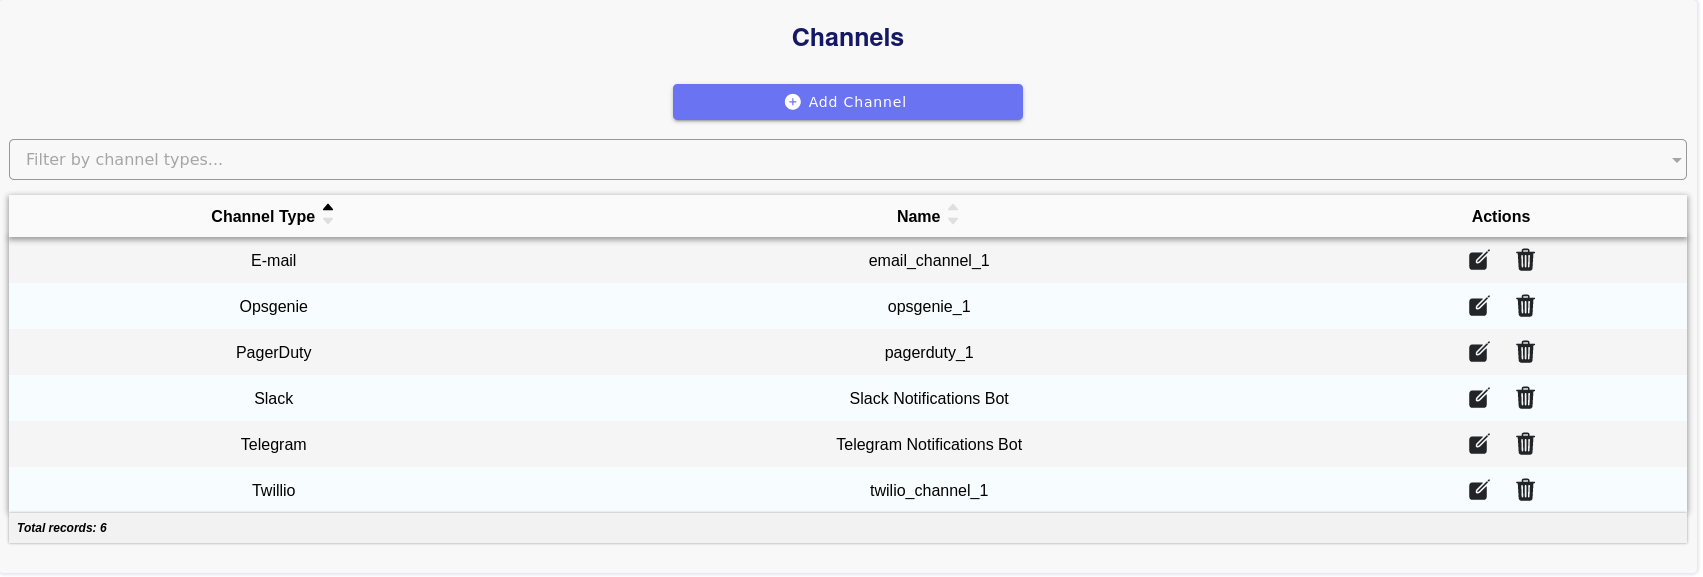 Channels
Add Channel
Filter by channel types...
Channel Type Name Actions
E-mail email_channel_1
Opsgenie opsgenie_1
PagerDuty pagerduty_1
Slack Slack Notifications Bot
Telegram Telegram Notifications Bot
Twillio twilio_channel_1
Total records: 6